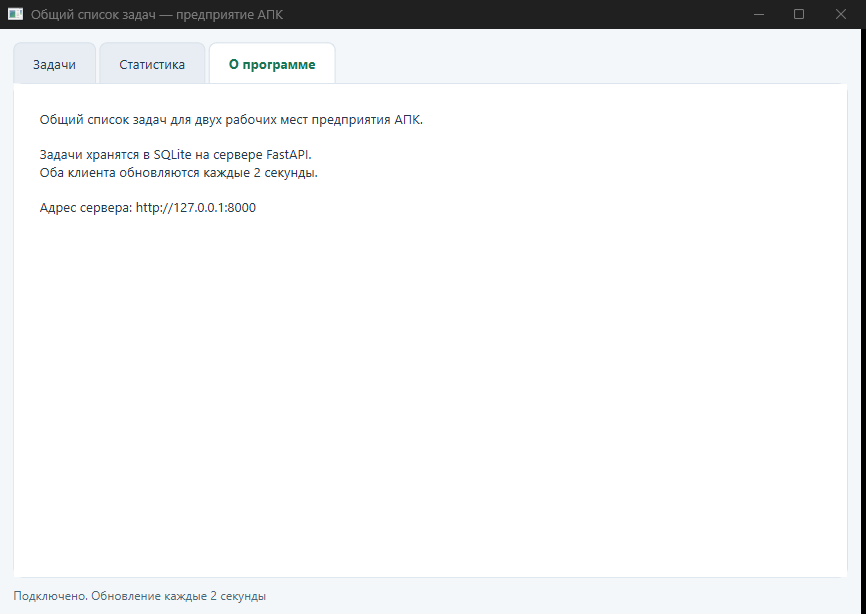 Общий список задач — предприятие АПК
Задачи
Статистика
О программе
Общий список задач для двух рабочих мест предприятия АПК.
Задачи хранятся в SQLite на сервере FastAPI.
Оба клиента обновляются каждые 2 секунды.
Адрес сервера: http://127.0.0.1:8000
Подключено. Обновление каждые 2 секунды